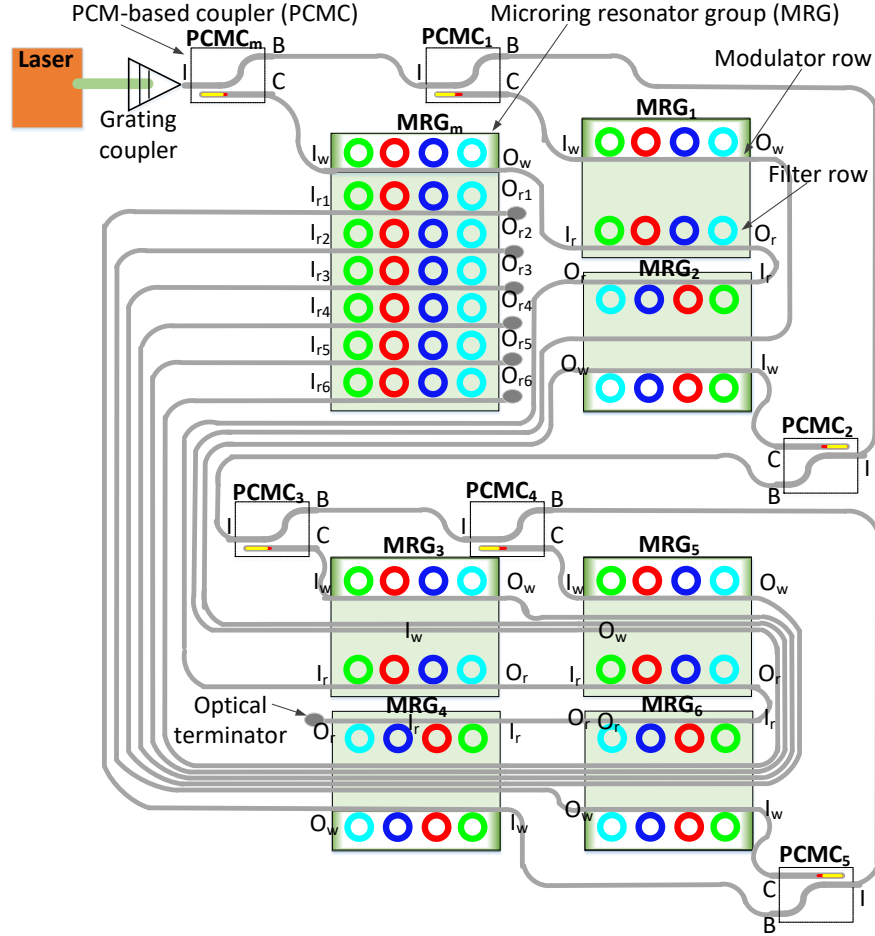 PCM-based coupler (PCMC)
Microring resonator group (MRG)
Laser
PCMCm
PCMC1
B
B
I
I
C
C
Modulator row
Grating
coupler
MRGm
MRG1
Iw
Ow
Iw
Ow
Filter row
Ir1
Or1
Ir2
Or2
Ir
Or
Ir3
Or3
Or
MRG2
Ir
Ir4
Or4
Ir5
Or5
Ow
Iw
Ir6
Or6
PCMC2
C
I
B
PCMC3
PCMC4
B
B
I
I
C
C
MRG3
MRG5
Iw
Ow
Iw
Ow
Iw
Ow
Ir
Or
Ir
Or
Optical
terminator
MRG4
MRG6
Ir
Or
Or
Ir
Or
Ir
Ow
Iw
Ow
Iw
PCMC5
C
I
B